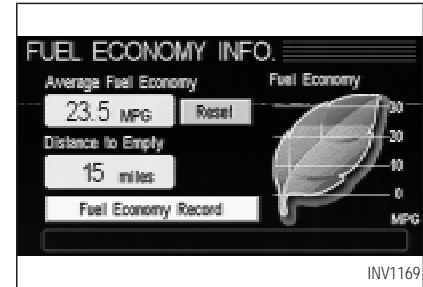 FUEL ECONOMY INFO.
Average Fuel Economy
Fuel Economy
23.5 MPG
Reset
30
20
Distance to Empty
10
15 miles
0
Fuel Economy Record
MPG
INV1169